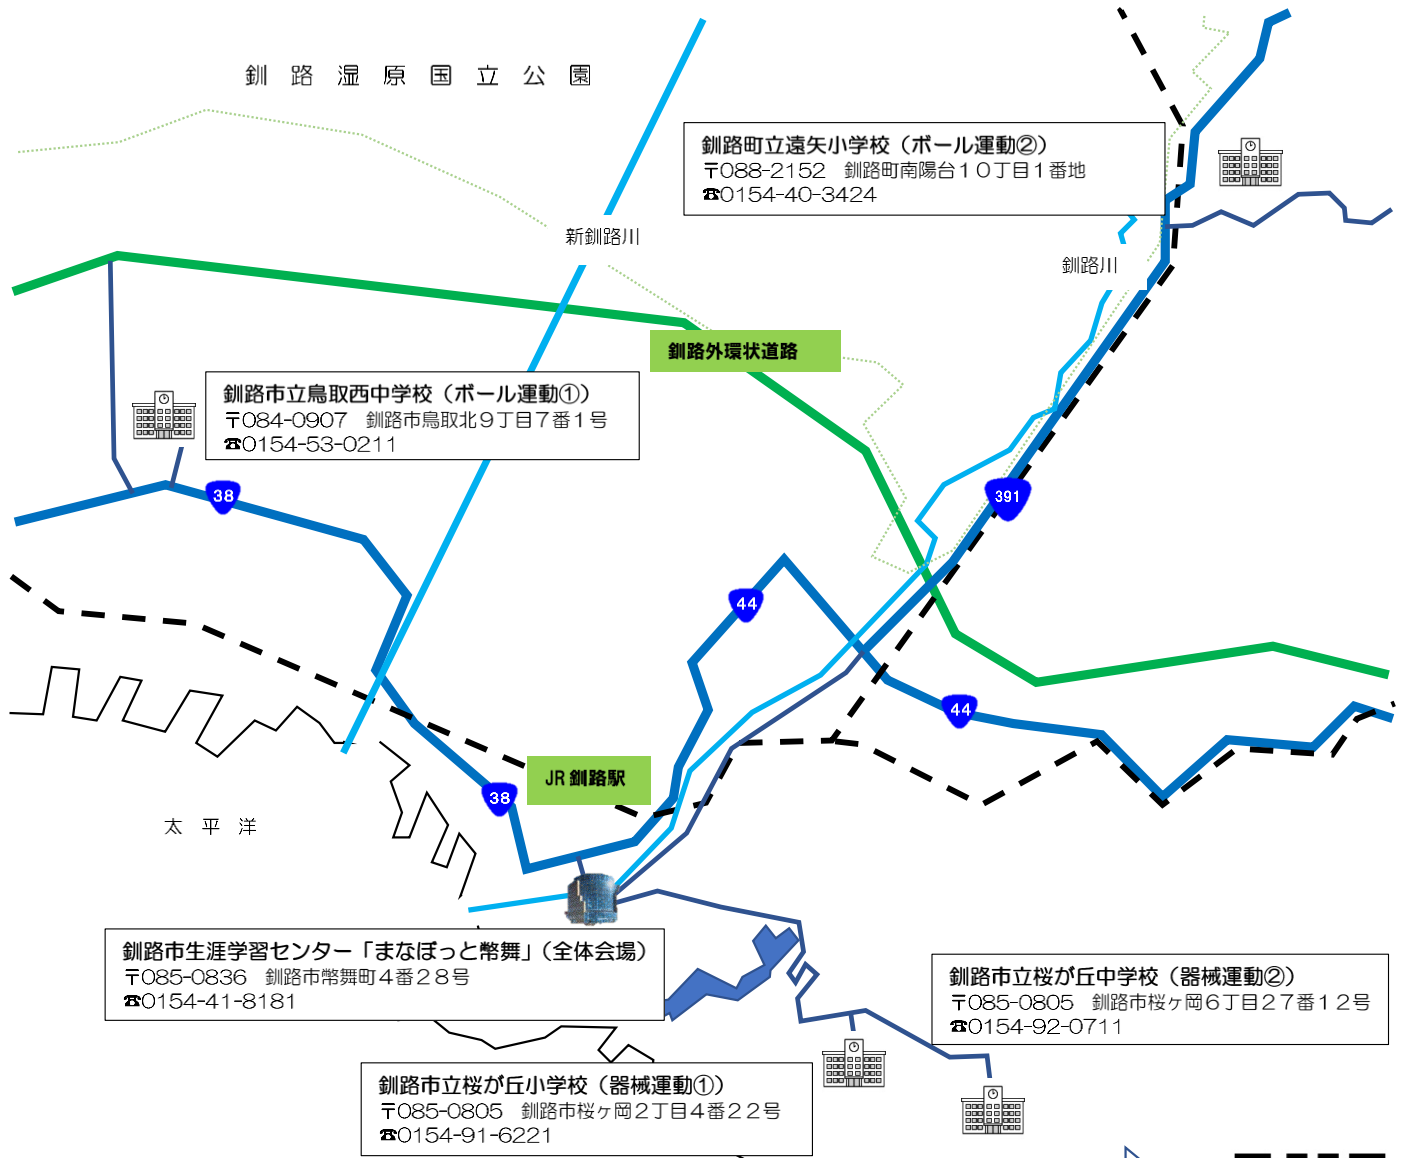 釧路湿原国立公園
釧路町立遠矢小学校（ボール運動②）
〒088-2152　釧路町南陽台１０丁目１番地
☎0154-40-3424
新釧路川
釧路川
釧路外環状道路
釧路市立鳥取西中学校（ボール運動①）
〒084-0907　釧路市鳥取北９丁目７番１号
☎0154-53-0211
38
391
44
44
JR 釧路駅
38
太平洋
釧路市生涯学習センター「まなぼっと幣舞」（全体会場）
〒085-0836　釧路市幣舞町４番２８号
☎0154-41-8181
釧路市立桜が丘中学校（器械運動②）
〒085-0805　釧路市桜ヶ岡６丁目２７番１２号
☎0154-92-0711
釧路市立桜が丘小学校（器械運動①）
〒085-0805　釧路市桜ヶ岡２丁目４番２２号
☎0154-91-6221